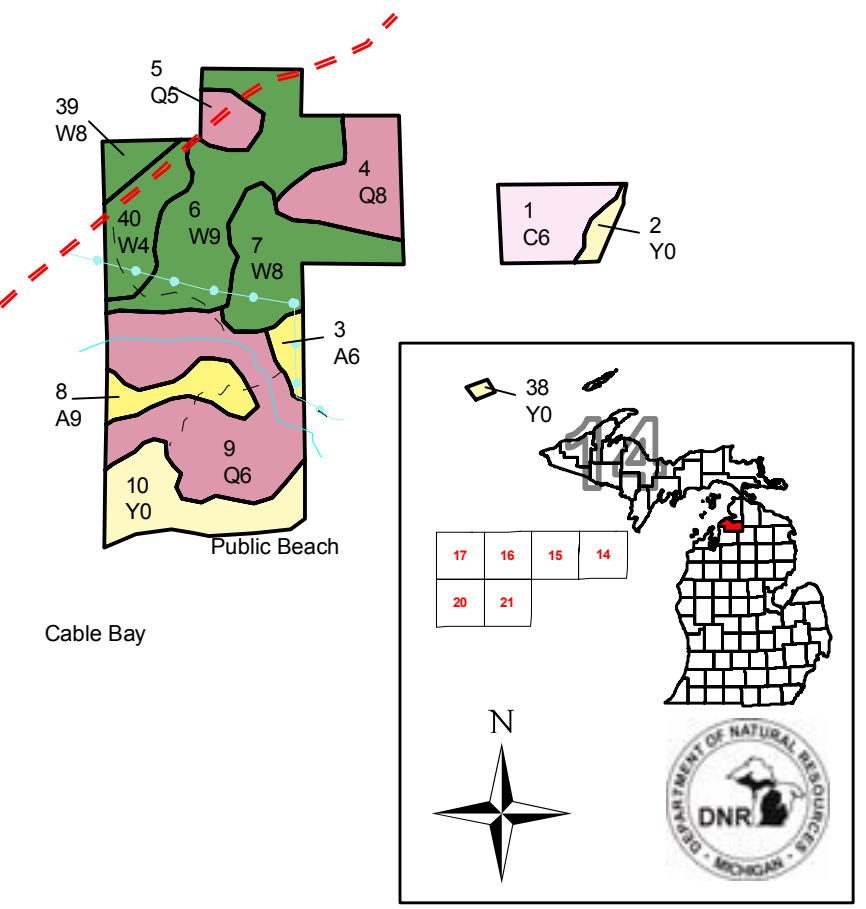 5
Q5
39
W8
4
Q8
40
W4
6
W9
7
W8
1
C6
2
Y0
3
A6
8
A9
9
Q6
10
Y0
Public Beach
Cable Bay
38
Y0
14
17 16 15 14
20 21
N
DEPARTMENT OF NATURAL RESOURCES
DNR
MICHIGAN